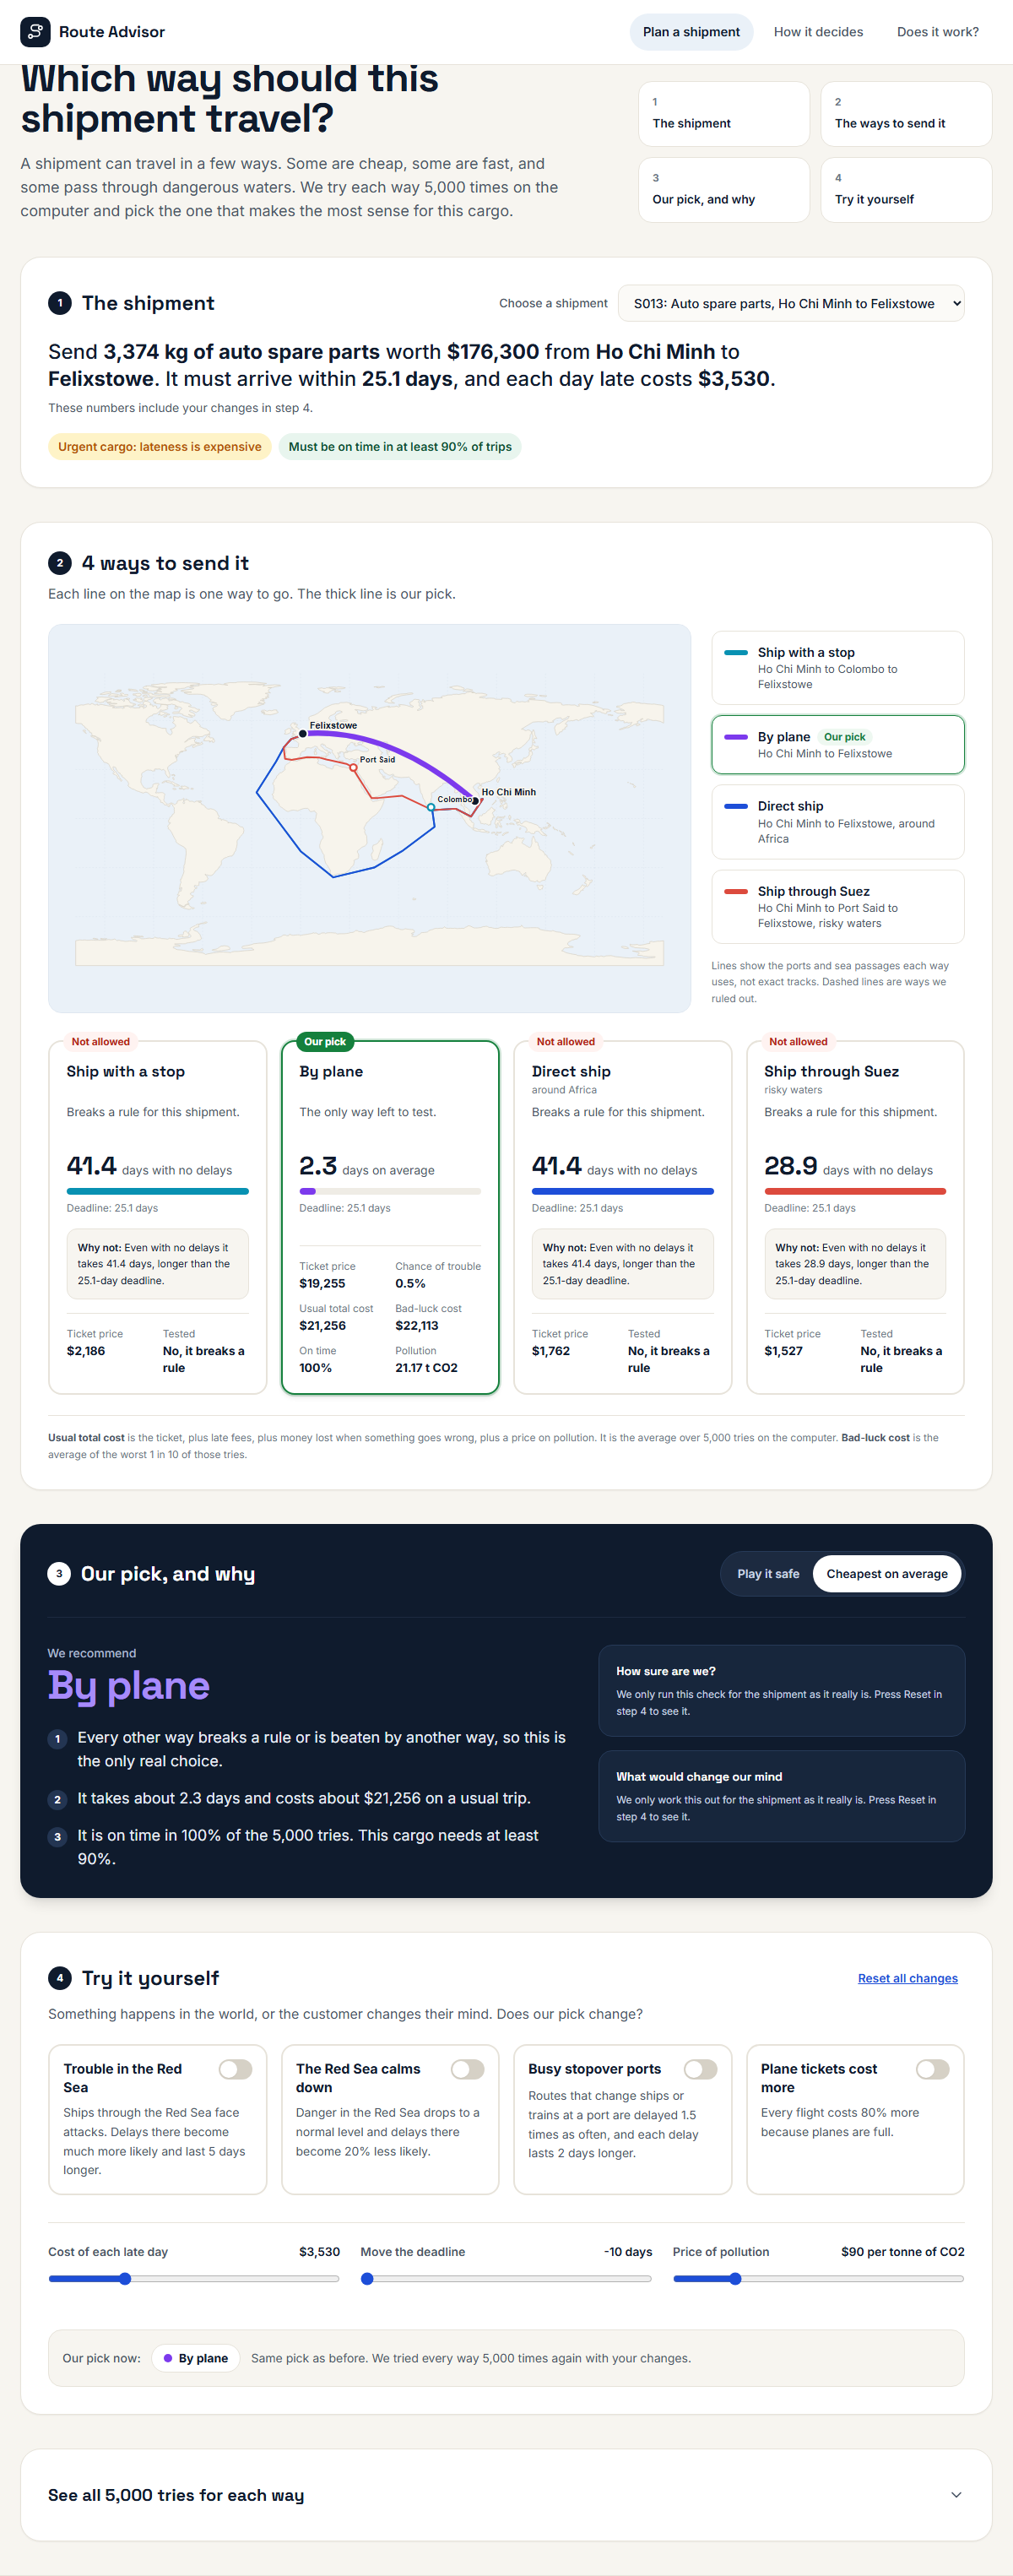 Route Advisor
Plan a shipment
How it decides
Does it work?
Which way should this
shipment travel?
A shipment can travel in a few ways. Some are cheap, some are fast, and
some pass through dangerous waters. We try each way 5,000 times on the
computer and pick the one that makes the most sense for this cargo.
1
The shipment
2
The ways to send it
3
Our pick, and why
4
Try it yourself
1
The shipment
Choose a shipment
S013: Auto spare parts, Ho Chi Minh to Felixstowe
Send 3,374 kg of auto spare parts worth $176,300 from Ho Chi Minh to
Felixstowe. It must arrive within 25.1 days, and each day late costs $3,530.
These numbers include your changes in step 4.
Urgent cargo: lateness is expensive
Must be on time in at least 90% of trips
2
4 ways to send it
Each line on the map is one way to go. The thick line is our pick.
Felixstowe
Port Said
Colombo
Ho Chi Minh
Ship with a stop
Ho Chi Minh to Colombo to
Felixstowe
By plane
Our pick
Ho Chi Minh to Felixstowe
Direct ship
Ho Chi Minh to Felixstowe, around
Africa
Ship through Suez
Ho Chi Minh to Port Said to
Felixstowe, risky waters
Lines show the ports and sea passages each way
uses, not exact tracks. Dashed lines are ways we
ruled out.
Not allowed
Ship with a stop
Breaks a rule for this shipment.
41.4 days with no delays
Deadline: 25.1 days
Why not: Even with no delays it
takes 41.4 days, longer than the
25.1-day deadline.
Ticket price
$2,186
Tested
No, it breaks a
rule
Our pick
By plane
The only way left to test.
2.3 days on average
Deadline: 25.1 days
Ticket price
$19,255
Chance of trouble
0.5%
Usual total cost
$21,256
Bad-luck cost
$22,113
On time
100%
Pollution
21.17 t CO2
Not allowed
Direct ship
around Africa
Breaks a rule for this shipment.
41.4 days with no delays
Deadline: 25.1 days
Why not: Even with no delays it
takes 41.4 days, longer than the
25.1-day deadline.
Ticket price
$1,762
Tested
No, it breaks a
rule
Not allowed
Ship through Suez
risky waters
Breaks a rule for this shipment.
28.9 days with no delays
Deadline: 25.1 days
Why not: Even with no delays it
takes 28.9 days, longer than the
25.1-day deadline.
Ticket price
$1,527
Tested
No, it breaks a
rule
Usual total cost is the ticket, plus late fees, plus money lost when something goes wrong, plus a price on pollution. It is the average over 5,000 tries on the computer. Bad-luck cost is the
average of the worst 1 in 10 of those tries.
3
Our pick, and why
Play it safe
Cheapest on average
We recommend
By plane
1
Every other way breaks a rule or is beaten by another way, so this is
the only real choice.
2
It takes about 2.3 days and costs about $21,256 on a usual trip.
3
It is on time in 100% of the 5,000 tries. This cargo needs at least
90%.
How sure are we?
We only run this check for the shipment as it really is. Press Reset in
step 4 to see it.
What would change our mind
We only work this out for the shipment as it really is. Press Reset in
step 4 to see it.
4
Try it yourself
Reset all changes
Something happens in the world, or the customer changes their mind. Does our pick change?
Trouble in the Red
Sea
Ships through the Red Sea face
attacks. Delays there become
much more likely and last 5 days
longer.
The Red Sea calms
down
Danger in the Red Sea drops to a
normal level and delays there
become 20% less likely.
Busy stopover ports
Routes that change ships or
trains at a port are delayed 1.5
times as often, and each delay
lasts 2 days longer.
Plane tickets cost
more
Every flight costs 80% more
because planes are full.
Cost of each late day
$3,530
Move the deadline
-10 days
Price of pollution
$90 per tonne of CO2
Our pick now:
By plane
Same pick as before. We tried every way 5,000 times again with your changes.
See all 5,000 tries for each way